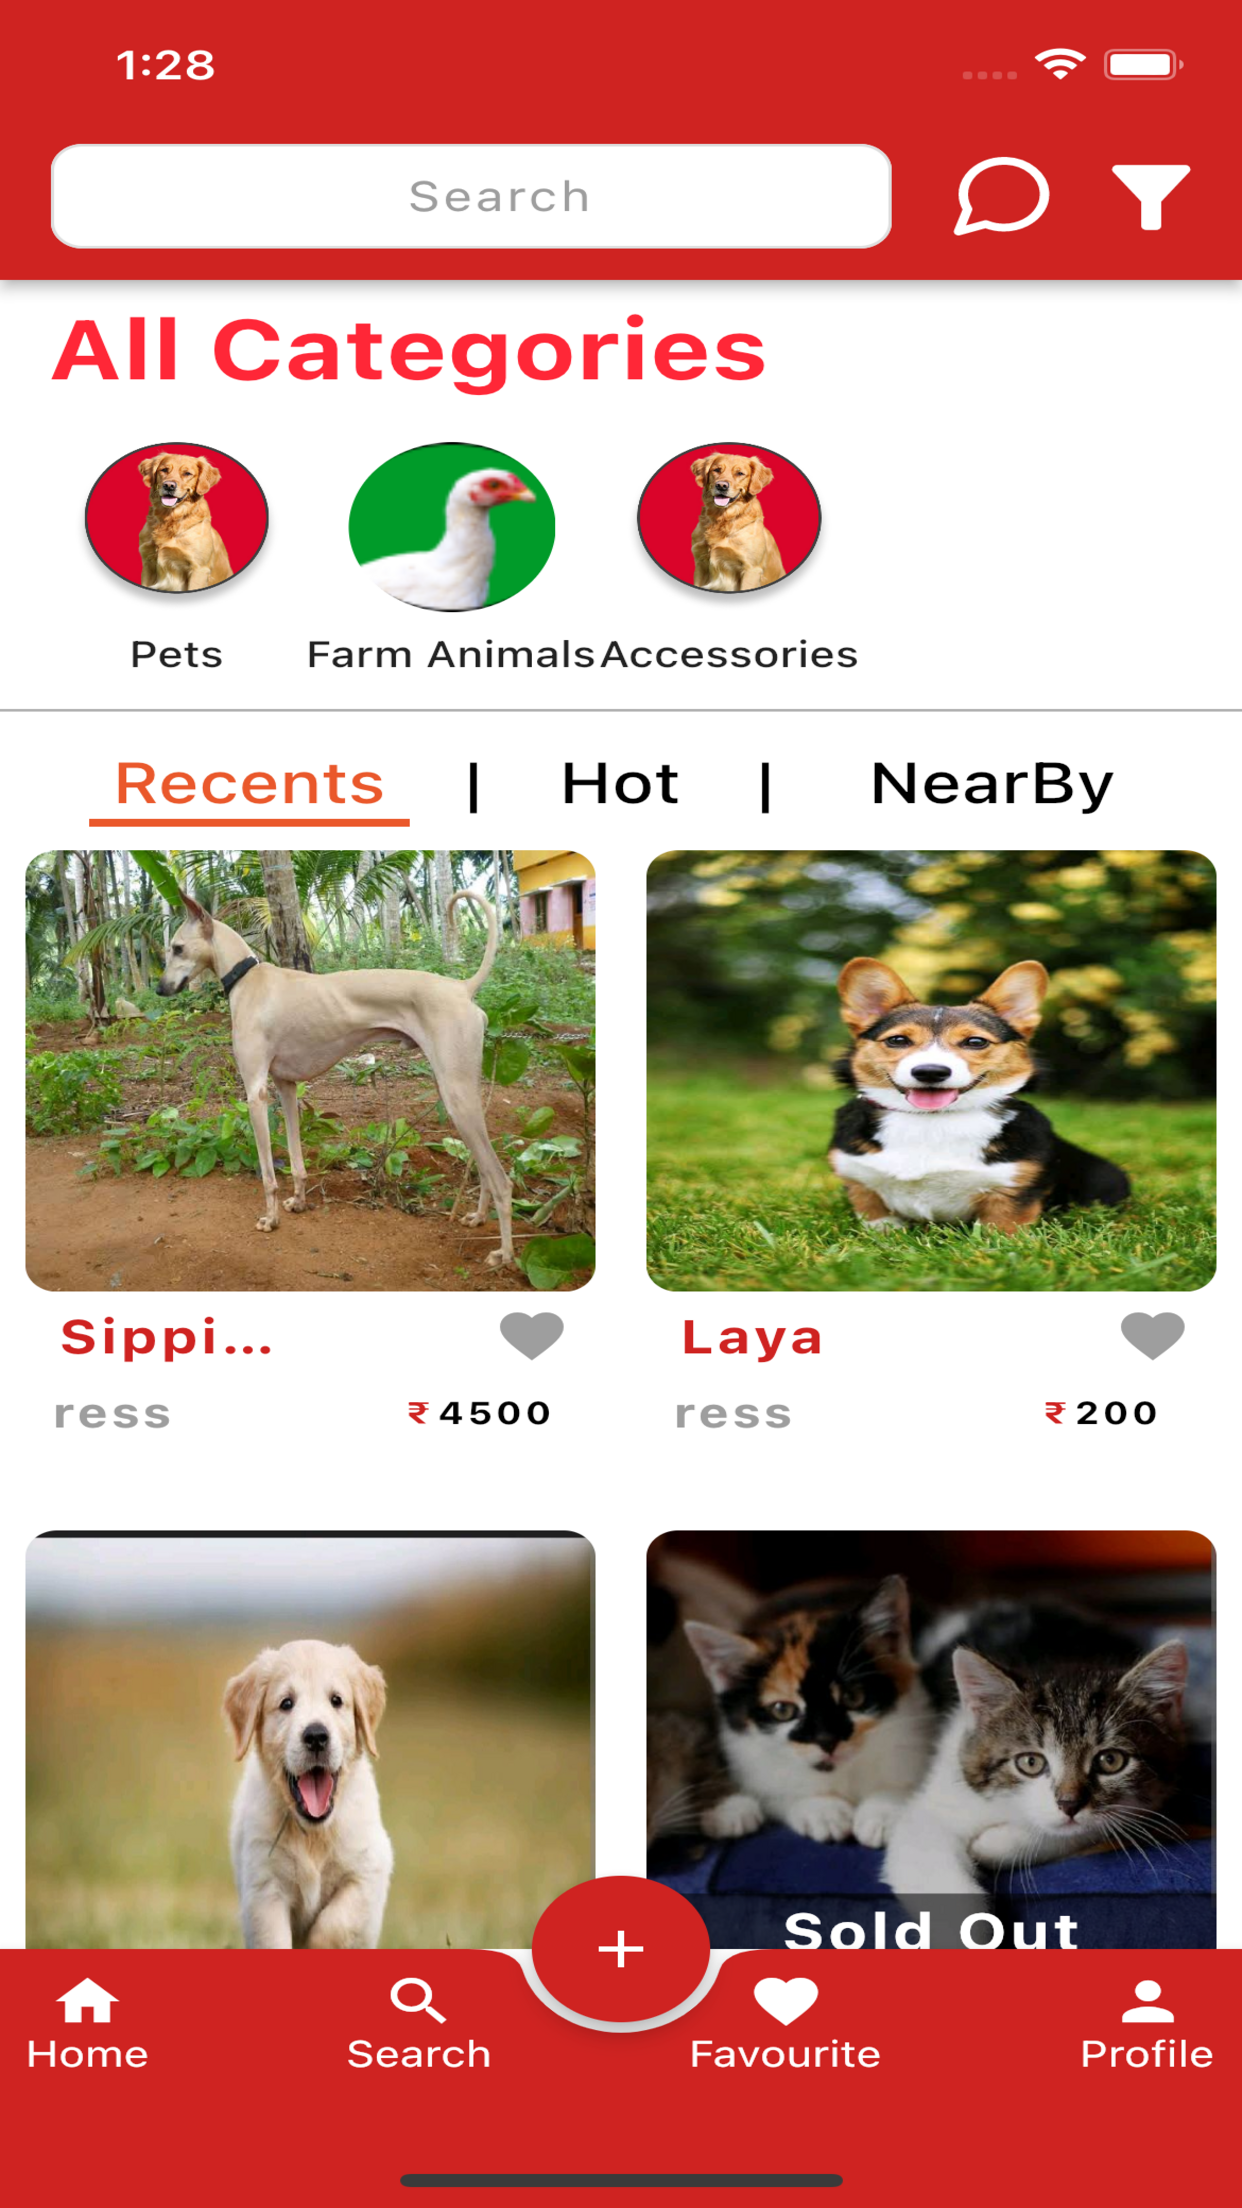 1:28
Search
All Categories
Pets Farm Animals Accessories
Recents | Hot | NearBy
Sippi... Laya
ress ₹ 4500 ress ₹ 200
Sold Out
+
Home Search Favourite Profile